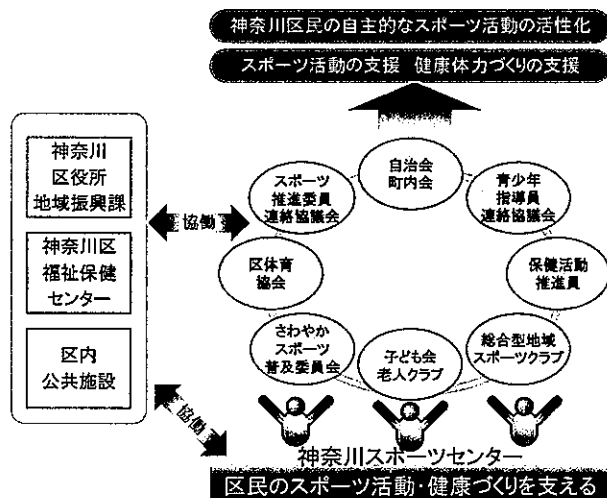 神奈川区民の自主的なスポーツ活動の活性化
スポーツ活動の支援 健康体力づくりの支援
神奈川
区役所
地域振興課
神奈川区
福祉保健
センター
区内
公共施設
協働
協働
自治会
町内会
スポーツ
推進委員
連絡協議会
青少年
指導員
連絡協議会
区体育
協会
保健活動
推進員
さわやか
スポーツ
普及委員会
子ども会
老人クラブ
総合型地域
スポーツクラブ
神奈川スポーツセンター
区民のスポーツ活動・健康づくりを支える